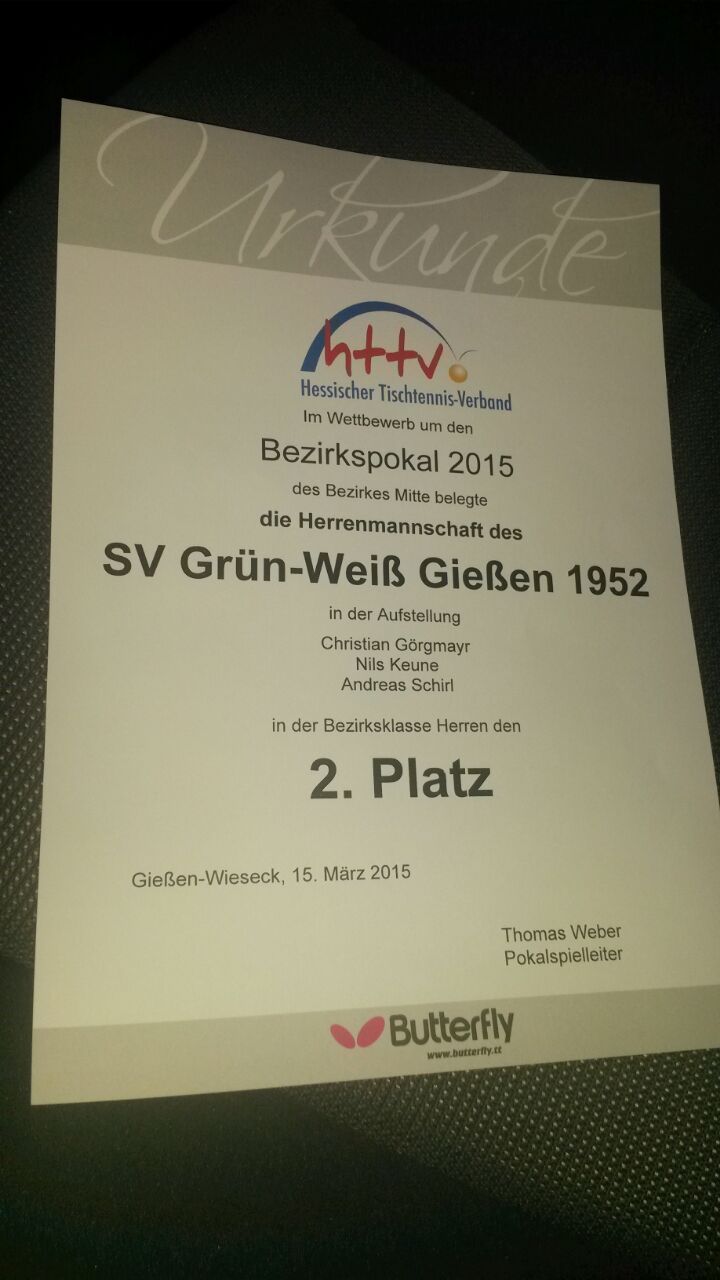 Urkunde
httv
Hessischer Tischtennis-Verband
Im Wettbewerb um den
Bezirkspokal 2015
des Bezirkes Mitte belegte
die Herrenmannschaft des
SV Grün-Weiß Gießen 1952
in der Aufstellung
Christian Görgmayr
Nils Keune
Andreas Schirl
in der Bezirksklasse Herren den
2. Platz
Gießen-Wieseck, 15. März 2015
Thomas Weber
Pokalspielleiter
Butterfly
www.butterfly.tt